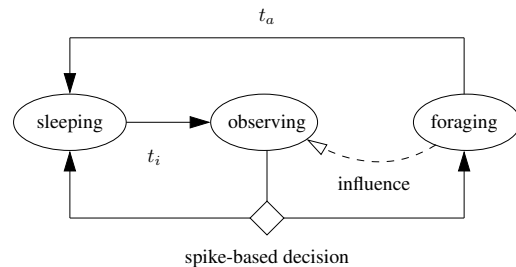 t_a
sleeping
observing
foraging
t_i
influence
spike-based decision